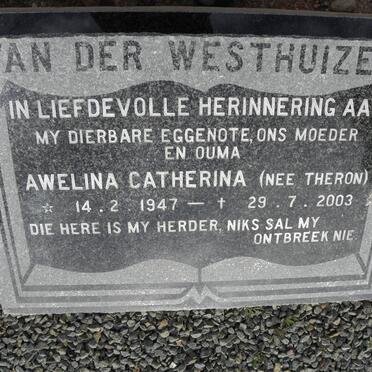 VAN DER WESTHUIZE
IN LIEFDEVOLLE HERINNERING AA
MY DIERBARE EGGENOTE, ONS MOEDER
EN OUMA
AWELINA CATHERINA (NEE THERON)
☆ 14. 2 1947 — † 29. 7. 2003 ☆
DIE HERE IS MY HERDER, NIKS SAL MY
ONTBREEK NIE